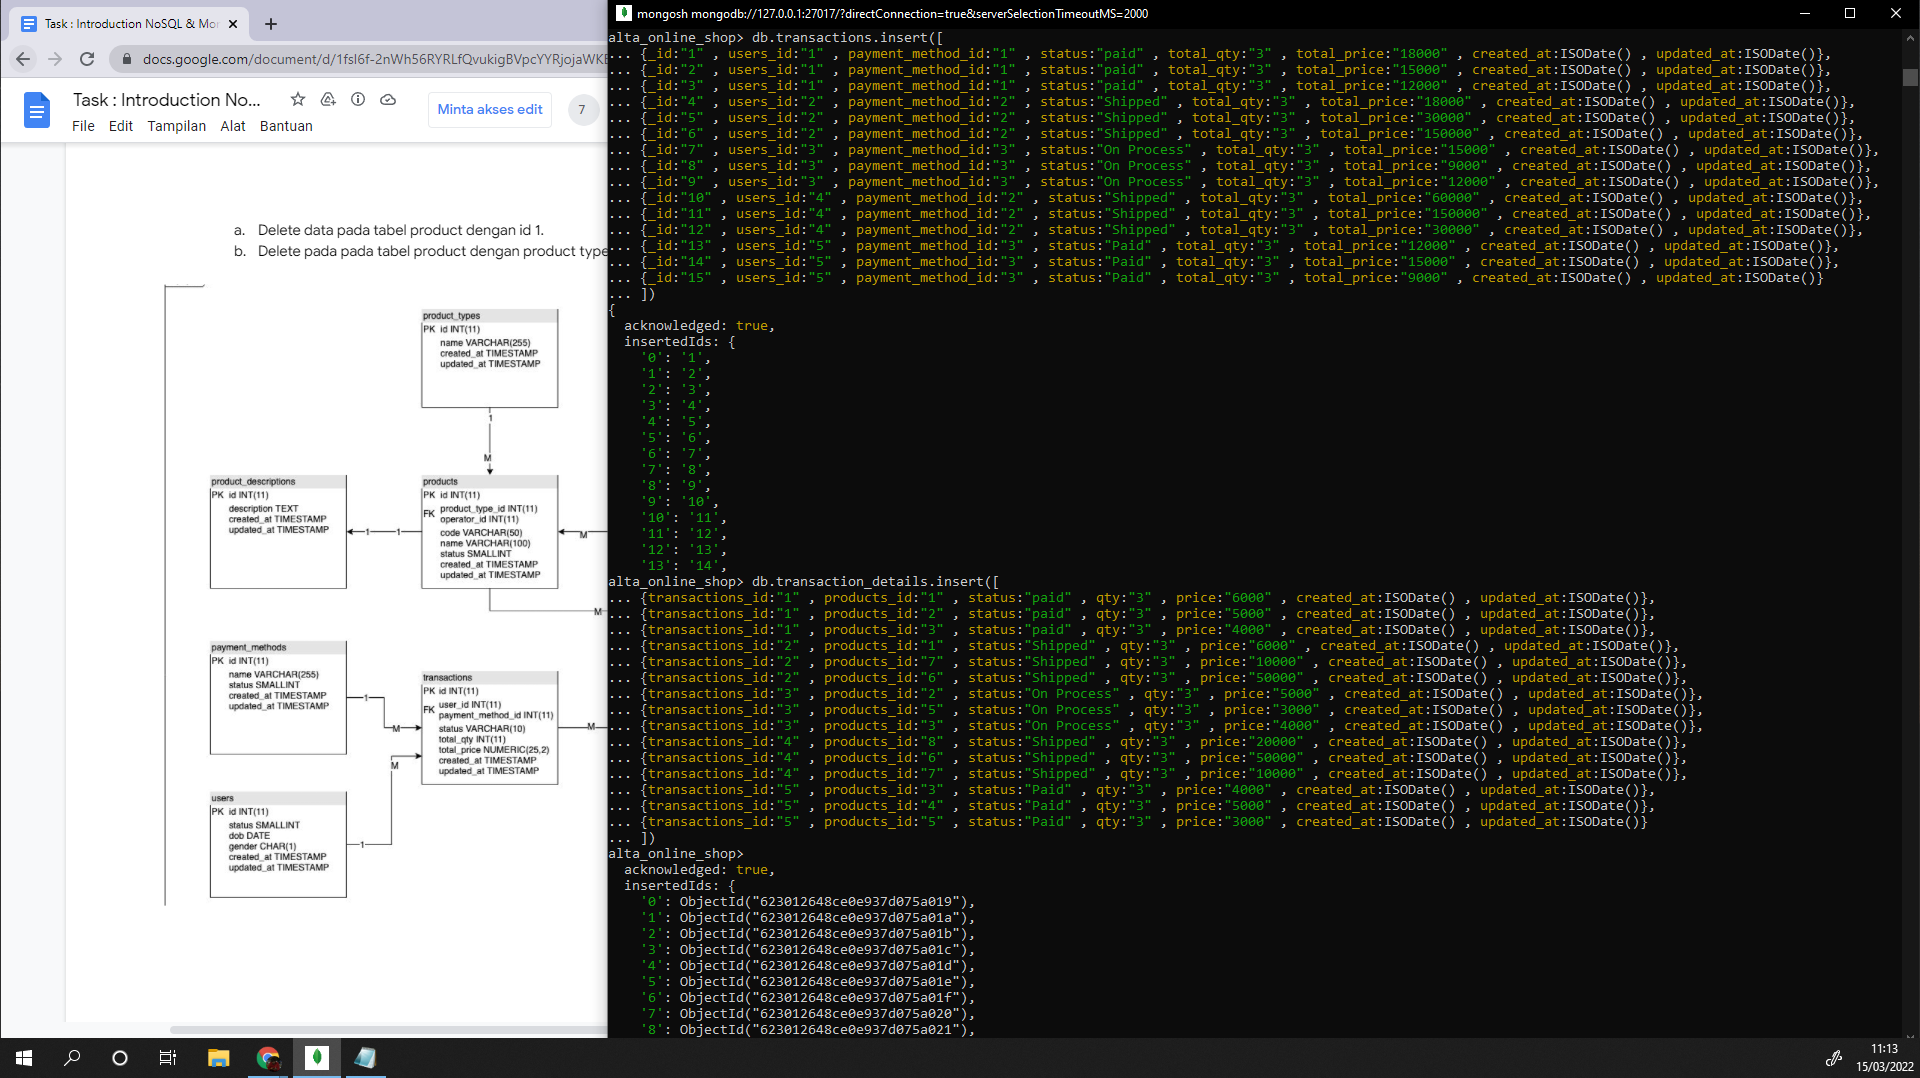 Task : Introduction NoSQL & Mo
docs.google.com/document/d/1fsl6f-2nWh56RYRLfQvukigBVpcYYRjojaWK
Task : Introduction No...
Minta akses edit
7
File Edit Tampilan Alat Bantuan
a. Delete data pada tabel product dengan id 1.
b. Delete pada pada tabel product dengan product type
product_types
PK id INT(11)
name VARCHAR(255)
created_at TIMESTAMP
updated_at TIMESTAMP
1
M
product_descriptions
PK id INT(11)
description TEXT
created_at TIMESTAMP
updated_at TIMESTAMP
1
1
products
PK id INT(11)
FK product_type_id INT(11)
operator_id INT(11)
code VARCHAR(50)
name VARCHAR(100)
status SMALLINT
created_at TIMESTAMP
updated_at TIMESTAMP
M
M
payment_methods
PK id INT(11)
name VARCHAR(255)
status SMALLINT
created_at TIMESTAMP
updated_at TIMESTAMP
1
M
transactions
PK id INT(11)
FK user_id INT(11)
payment_method_id INT(11)
status VARCHAR(10)
total_qty INT(11)
total_price NUMERIC(25,2)
created_at TIMESTAMP
updated_at TIMESTAMP
M
M
users
PK id INT(11)
status SMALLINT
dob DATE
gender CHAR(1)
created_at TIMESTAMP
updated_at TIMESTAMP
1
mongosh mongodb://127.0.0.1:27017/?directConnection=true&serverSelectionTimeoutMS=2000
alta_online_shop> db.transactions.insert([
... {_id:"1" , users_id:"1" , payment_method_id:"1" , status:"paid" , total_qty:"3" , total_price:"18000" , created_at:ISODate() , updated_at:ISODate()},
... {_id:"2" , users_id:"1" , payment_method_id:"1" , status:"paid" , total_qty:"3" , total_price:"15000" , created_at:ISODate() , updated_at:ISODate()},
... {_id:"3" , users_id:"1" , payment_method_id:"1" , status:"paid" , total_qty:"3" , total_price:"12000" , created_at:ISODate() , updated_at:ISODate()},
... {_id:"4" , users_id:"2" , payment_method_id:"2" , status:"Shipped" , total_qty:"3" , total_price:"18000" , created_at:ISODate() , updated_at:ISODate()},
... {_id:"5" , users_id:"2" , payment_method_id:"2" , status:"Shipped" , total_qty:"3" , total_price:"30000" , created_at:ISODate() , updated_at:ISODate()},
... {_id:"6" , users_id:"2" , payment_method_id:"2" , status:"Shipped" , total_qty:"3" , total_price:"150000" , created_at:ISODate() , updated_at:ISODate()},
... {_id:"7" , users_id:"3" , payment_method_id:"3" , status:"On Process" , total_qty:"3" , total_price:"15000" , created_at:ISODate() , updated_at:ISODate()},
... {_id:"8" , users_id:"3" , payment_method_id:"3" , status:"On Process" , total_qty:"3" , total_price:"9000" , created_at:ISODate() , updated_at:ISODate()},
... {_id:"9" , users_id:"3" , payment_method_id:"3" , status:"On Process" , total_qty:"3" , total_price:"12000" , created_at:ISODate() , updated_at:ISODate()},
... {_id:"10" , users_id:"4" , payment_method_id:"2" , status:"Shipped" , total_qty:"3" , total_price:"60000" , created_at:ISODate() , updated_at:ISODate()},
... {_id:"11" , users_id:"4" , payment_method_id:"2" , status:"Shipped" , total_qty:"3" , total_price:"150000" , created_at:ISODate() , updated_at:ISODate()},
... {_id:"12" , users_id:"4" , payment_method_id:"2" , status:"Shipped" , total_qty:"3" , total_price:"30000" , created_at:ISODate() , updated_at:ISODate()},
... {_id:"13" , users_id:"5" , payment_method_id:"3" , status:"Paid" , total_qty:"3" , total_price:"12000" , created_at:ISODate() , updated_at:ISODate()},
... {_id:"14" , users_id:"5" , payment_method_id:"3" , status:"Paid" , total_qty:"3" , total_price:"15000" , created_at:ISODate() , updated_at:ISODate()},
... {_id:"15" , users_id:"5" , payment_method_id:"3" , status:"Paid" , total_qty:"3" , total_price:"9000" , created_at:ISODate() , updated_at:ISODate()}
... ])
{
acknowledged: true,
insertedIds: {
'0': '1',
'1': '2',
'2': '3',
'3': '4',
'4': '5',
'5': '6',
'6': '7',
'7': '8',
'8': '9',
'9': '10',
'10': '11',
'11': '12',
'12': '13',
'13': '14',
alta_online_shop> db.transaction_details.insert([
... {transactions_id:"1" , products_id:"1" , status:"paid" , qty:"3" , price:"6000" , created_at:ISODate() , updated_at:ISODate()},
... {transactions_id:"1" , products_id:"2" , status:"paid" , qty:"3" , price:"5000" , created_at:ISODate() , updated_at:ISODate()},
... {transactions_id:"1" , products_id:"3" , status:"paid" , qty:"3" , price:"4000" , created_at:ISODate() , updated_at:ISODate()},
... {transactions_id:"2" , products_id:"1" , status:"Shipped" , qty:"3" , price:"6000" , created_at:ISODate() , updated_at:ISODate()},
... {transactions_id:"2" , products_id:"7" , status:"Shipped" , qty:"3" , price:"10000" , created_at:ISODate() , updated_at:ISODate()},
... {transactions_id:"2" , products_id:"6" , status:"Shipped" , qty:"3" , price:"50000" , created_at:ISODate() , updated_at:ISODate()},
... {transactions_id:"3" , products_id:"2" , status:"On Process" , qty:"3" , price:"5000" , created_at:ISODate() , updated_at:ISODate()},
... {transactions_id:"3" , products_id:"5" , status:"On Process" , qty:"3" , price:"3000" , created_at:ISODate() , updated_at:ISODate()},
... {transactions_id:"3" , products_id:"3" , status:"On Process" , qty:"3" , price:"4000" , created_at:ISODate() , updated_at:ISODate()},
... {transactions_id:"4" , products_id:"8" , status:"Shipped" , qty:"3" , price:"20000" , created_at:ISODate() , updated_at:ISODate()},
... {transactions_id:"4" , products_id:"6" , status:"Shipped" , qty:"3" , price:"50000" , created_at:ISODate() , updated_at:ISODate()},
... {transactions_id:"4" , products_id:"7" , status:"Shipped" , qty:"3" , price:"10000" , created_at:ISODate() , updated_at:ISODate()},
... {transactions_id:"5" , products_id:"3" , status:"Paid" , qty:"3" , price:"4000" , created_at:ISODate() , updated_at:ISODate()},
... {transactions_id:"5" , products_id:"4" , status:"Paid" , qty:"3" , price:"5000" , created_at:ISODate() , updated_at:ISODate()},
... {transactions_id:"5" , products_id:"5" , status:"Paid" , qty:"3" , price:"3000" , created_at:ISODate() , updated_at:ISODate()}
... ])
alta_online_shop>
acknowledged: true,
insertedIds: {
'0': ObjectId("623012648ce0e937d075a019"),
'1': ObjectId("623012648ce0e937d075a01a"),
'2': ObjectId("623012648ce0e937d075a01b"),
'3': ObjectId("623012648ce0e937d075a01c"),
'4': ObjectId("623012648ce0e937d075a01d"),
'5': ObjectId("623012648ce0e937d075a01e"),
'6': ObjectId("623012648ce0e937d075a01f"),
'7': ObjectId("623012648ce0e937d075a020"),
'8': ObjectId("623012648ce0e937d075a021"),
11:13
15/03/2022